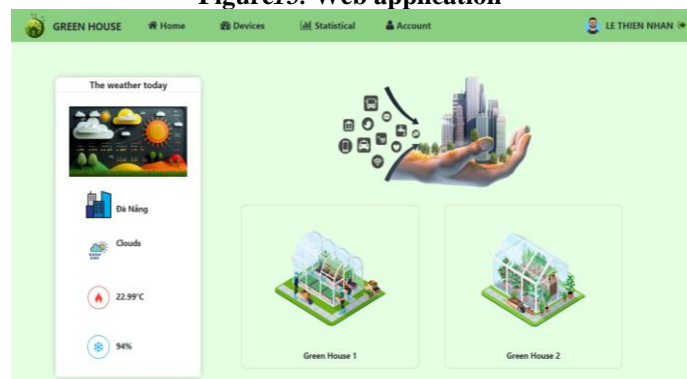 Figure15: Web application
GREEN HOUSE Home Devices Statistical Account LE THIEN NHAN
The weather today
Đà Nẵng
Clouds
22.99°C
94%
Green House 1 Green House 2